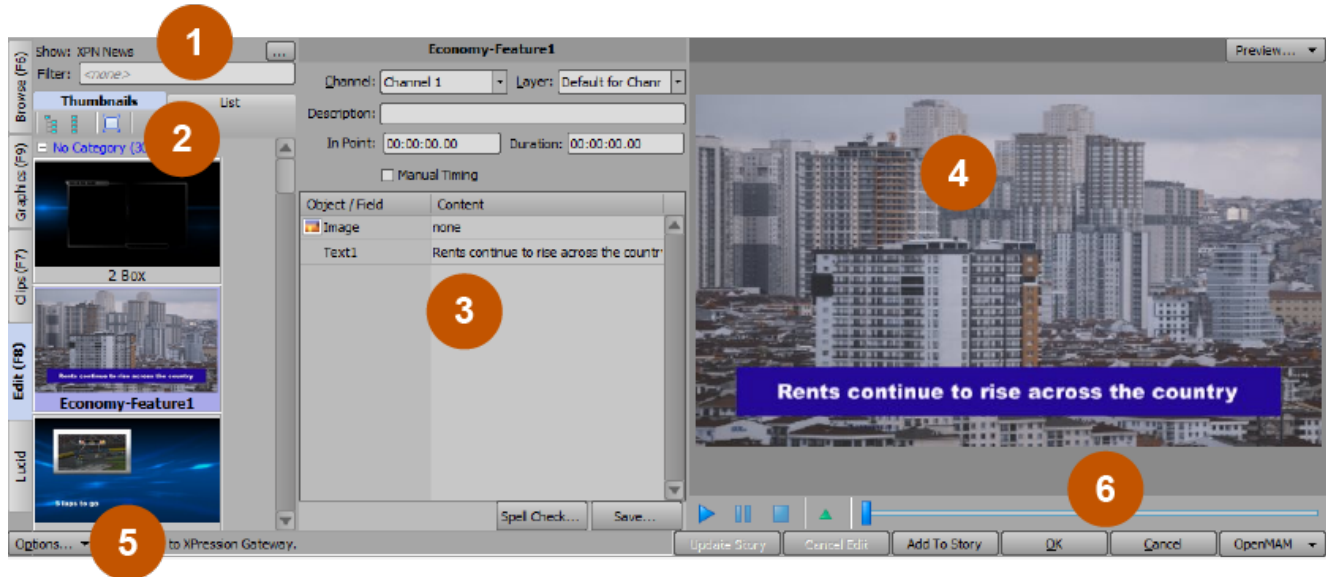 1
Show: XPN News
...
Economy-Feature1
Preview...
Filter: <none>
Channel: Channel 1
Layer: Default for Chanr
Thumbnails
List
Description:
2
No Category (3
In Point: 00:00:00.00
Duration: 00:00:00.00
Manual Timing
4
Object / Field
Content
Image
none
Text1
Rents continue to rise across the countr
2 Box
3
Rents continue to rise across the country
Economy-Feature1
Rents continue to rise across the country
5 Steps to go
Browse (F6)
Graphics (F9)
Clips (F7)
Edit (F8)
Lucid
6
Spell Check...
Save...
Options...
5
to XPression Gateway.
Update Story
Cancel Edit
Add To Story
OK
Cancel
OpenMAM